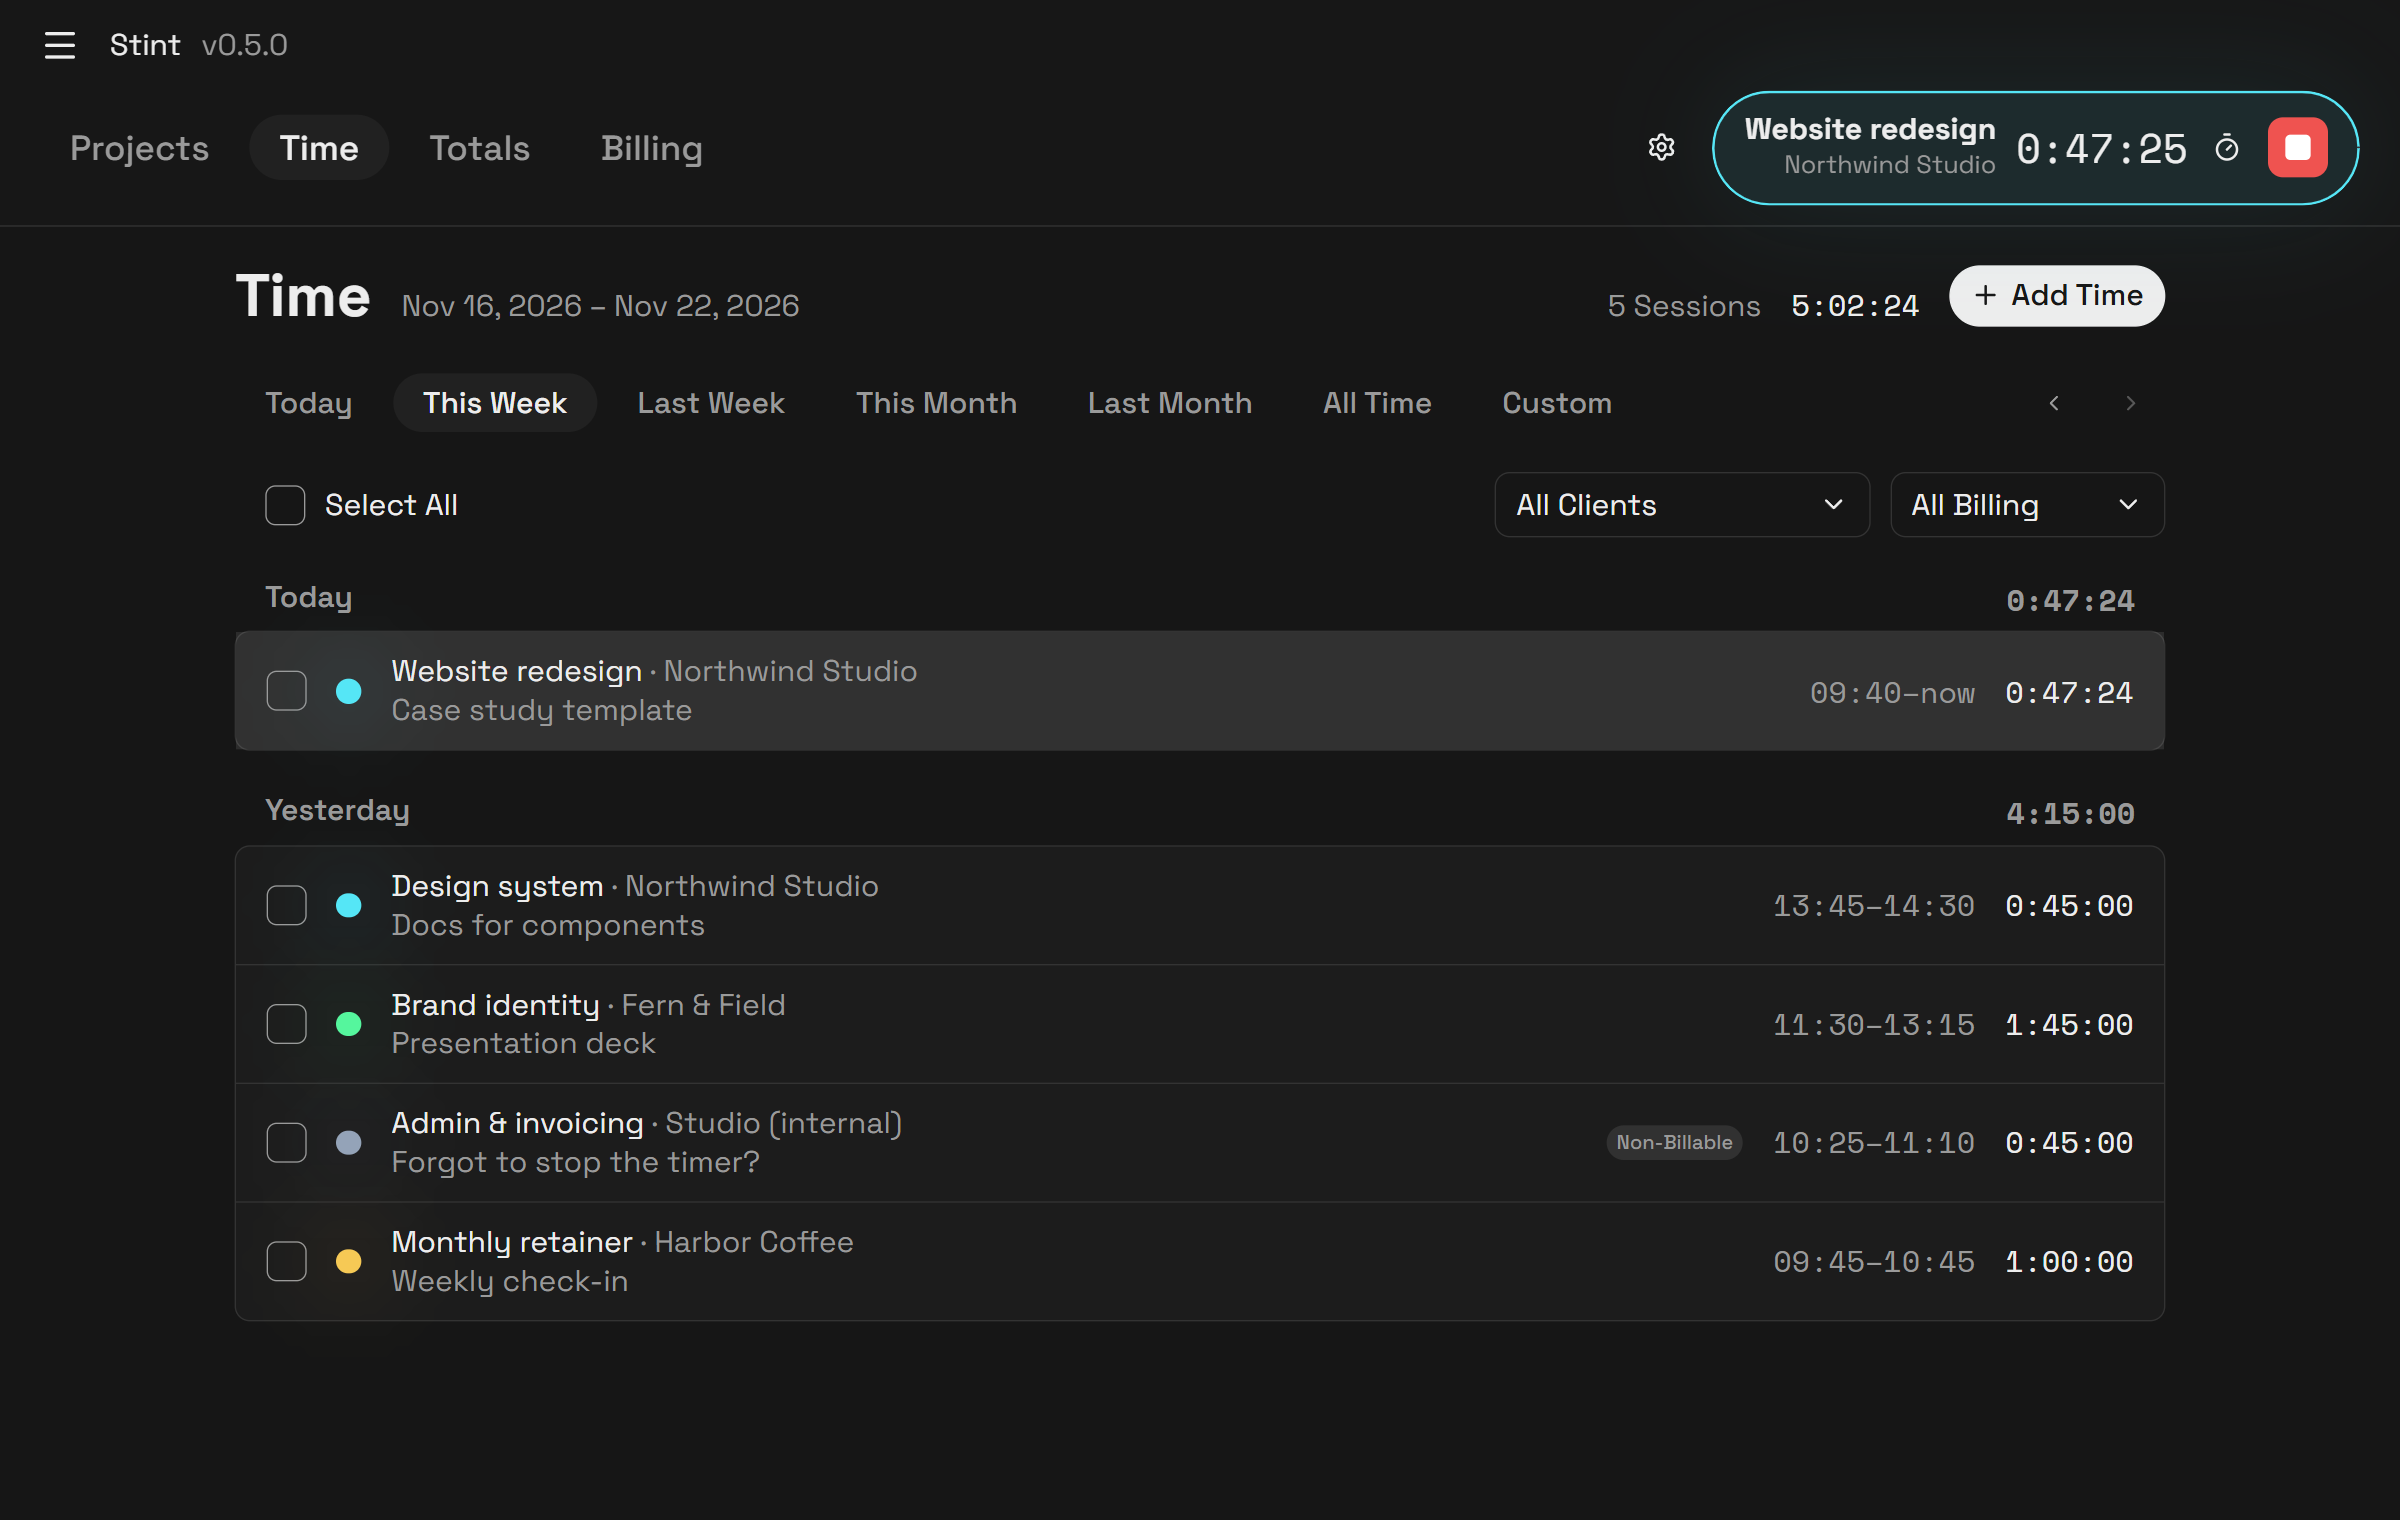 Stint v0.5.0
Projects Time Totals Billing
Website redesign
Northwind Studio
0:47:25
Time Nov 16, 2026 – Nov 22, 2026 5 Sessions 5:02:24 + Add Time
Today This Week Last Week This Month Last Month All Time Custom
Select All All Clients All Billing
Today 0:47:24
Website redesign · Northwind Studio
Case study template
09:40–now 0:47:24
Yesterday 4:15:00
Design system · Northwind Studio
Docs for components
13:45–14:30 0:45:00
Brand identity · Fern & Field
Presentation deck
11:30–13:15 1:45:00
Admin & invoicing · Studio (internal)
Forgot to stop the timer?
Non-Billable 10:25–11:10 0:45:00
Monthly retainer · Harbor Coffee
Weekly check-in
09:45–10:45 1:00:00